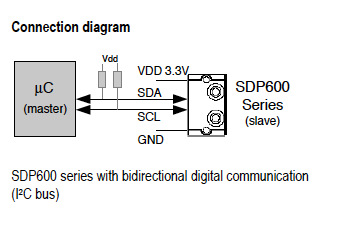 Connection diagram
Vdd
VDD 3.3V
µC
(master)
SDA
SCL
GND
SDP600
Series
(slave)
SDP600 series with bidirectional digital communication
(I²C bus)